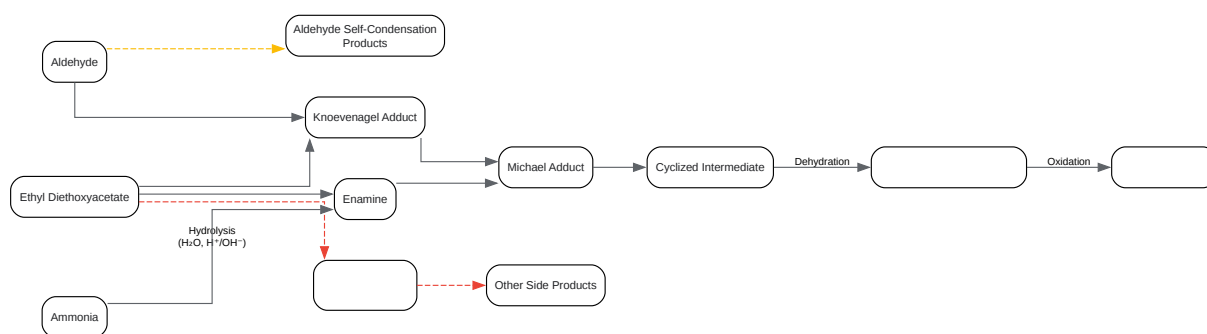 Aldehyde Self-Condensation
Products
Aldehyde
Knoevenagel Adduct
Michael Adduct
Cyclized Intermediate
Dehydration
Oxidation
Ethyl Diethoxyacetate
Enamine
Hydrolysis
(H₂O, H⁺/OH⁻)
Other Side Products
Ammonia